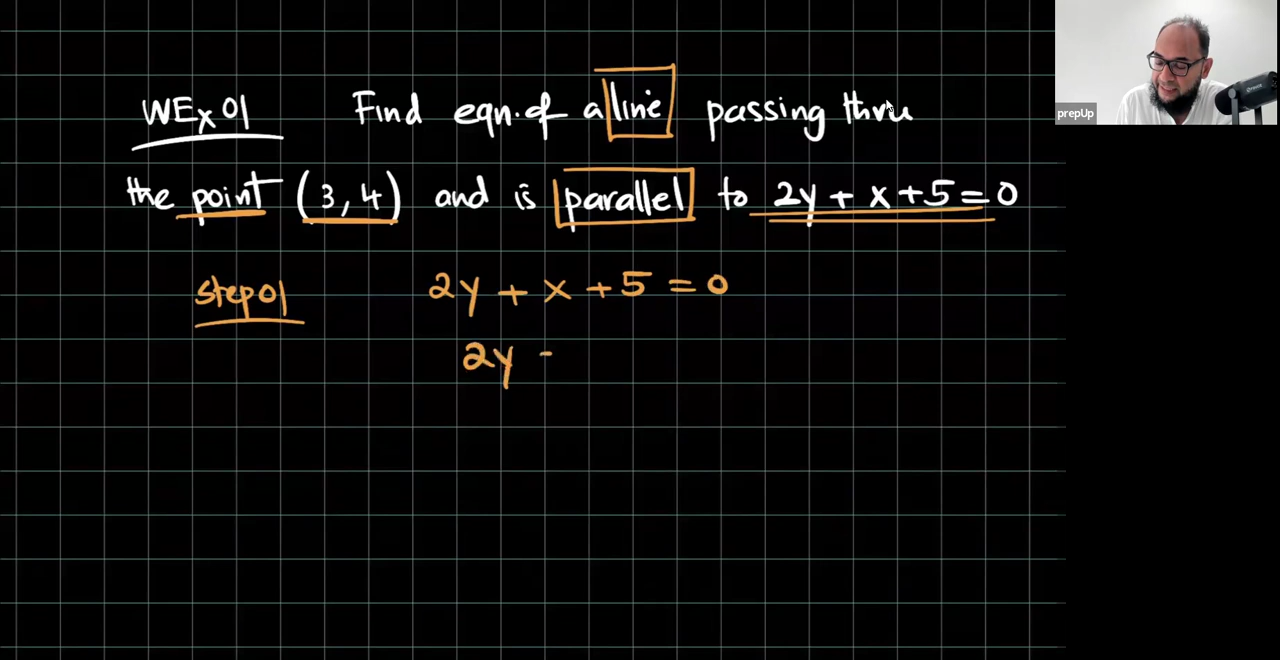 WEx 01 Find eqn. of a line passing thru
the point (3, 4) and is parallel to 2y + x + 5 = 0
Step 01 2y + x + 5 = 0
2y -
prepUp